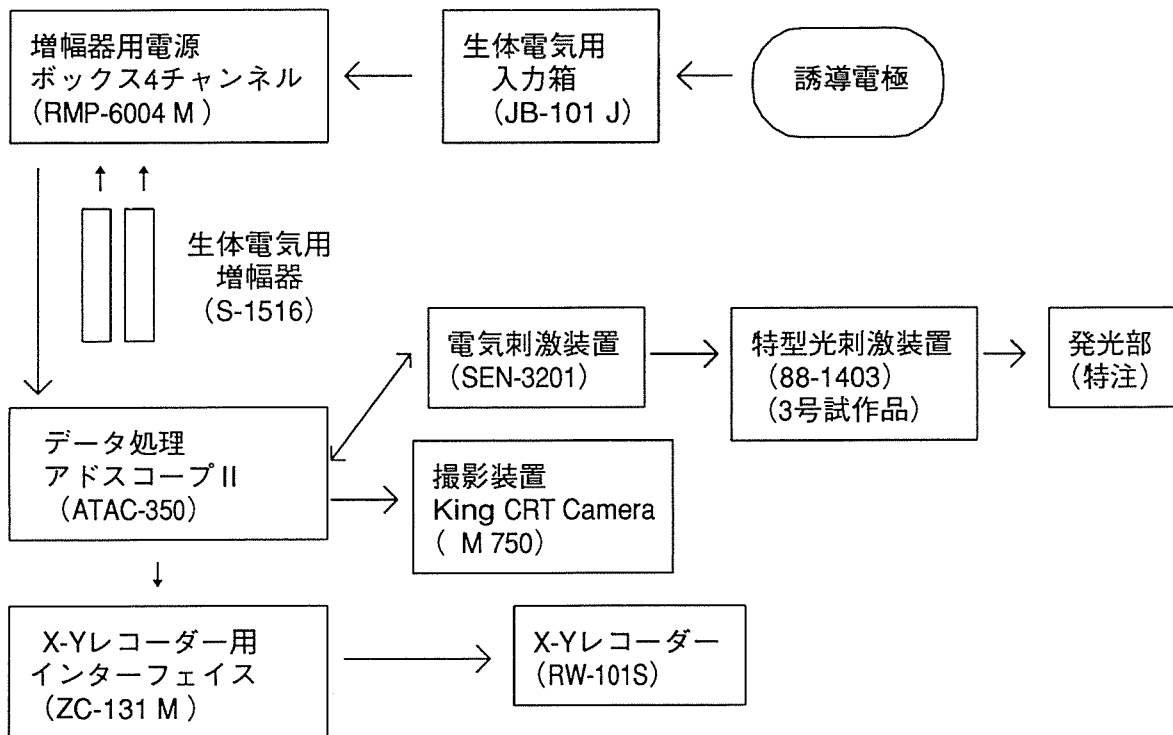 増幅器用電源
ボックス4チャンネル
(RMP-6004 M )
生体電気用
入力箱
(JB-101 J)
誘導電極
生体電気用
増幅器
(S-1516)
電気刺激装置
(SEN-3201)
特型光刺激装置
(88-1403)
(3号試作品)
発光部
(特注)
データ処理
アドスコープII
(ATAC-350)
撮影装置
King CRT Camera
( M 750)
X-Yレコーダー用
インターフェイス
(ZC-131 M )
X-Yレコーダー
(RW-101S)